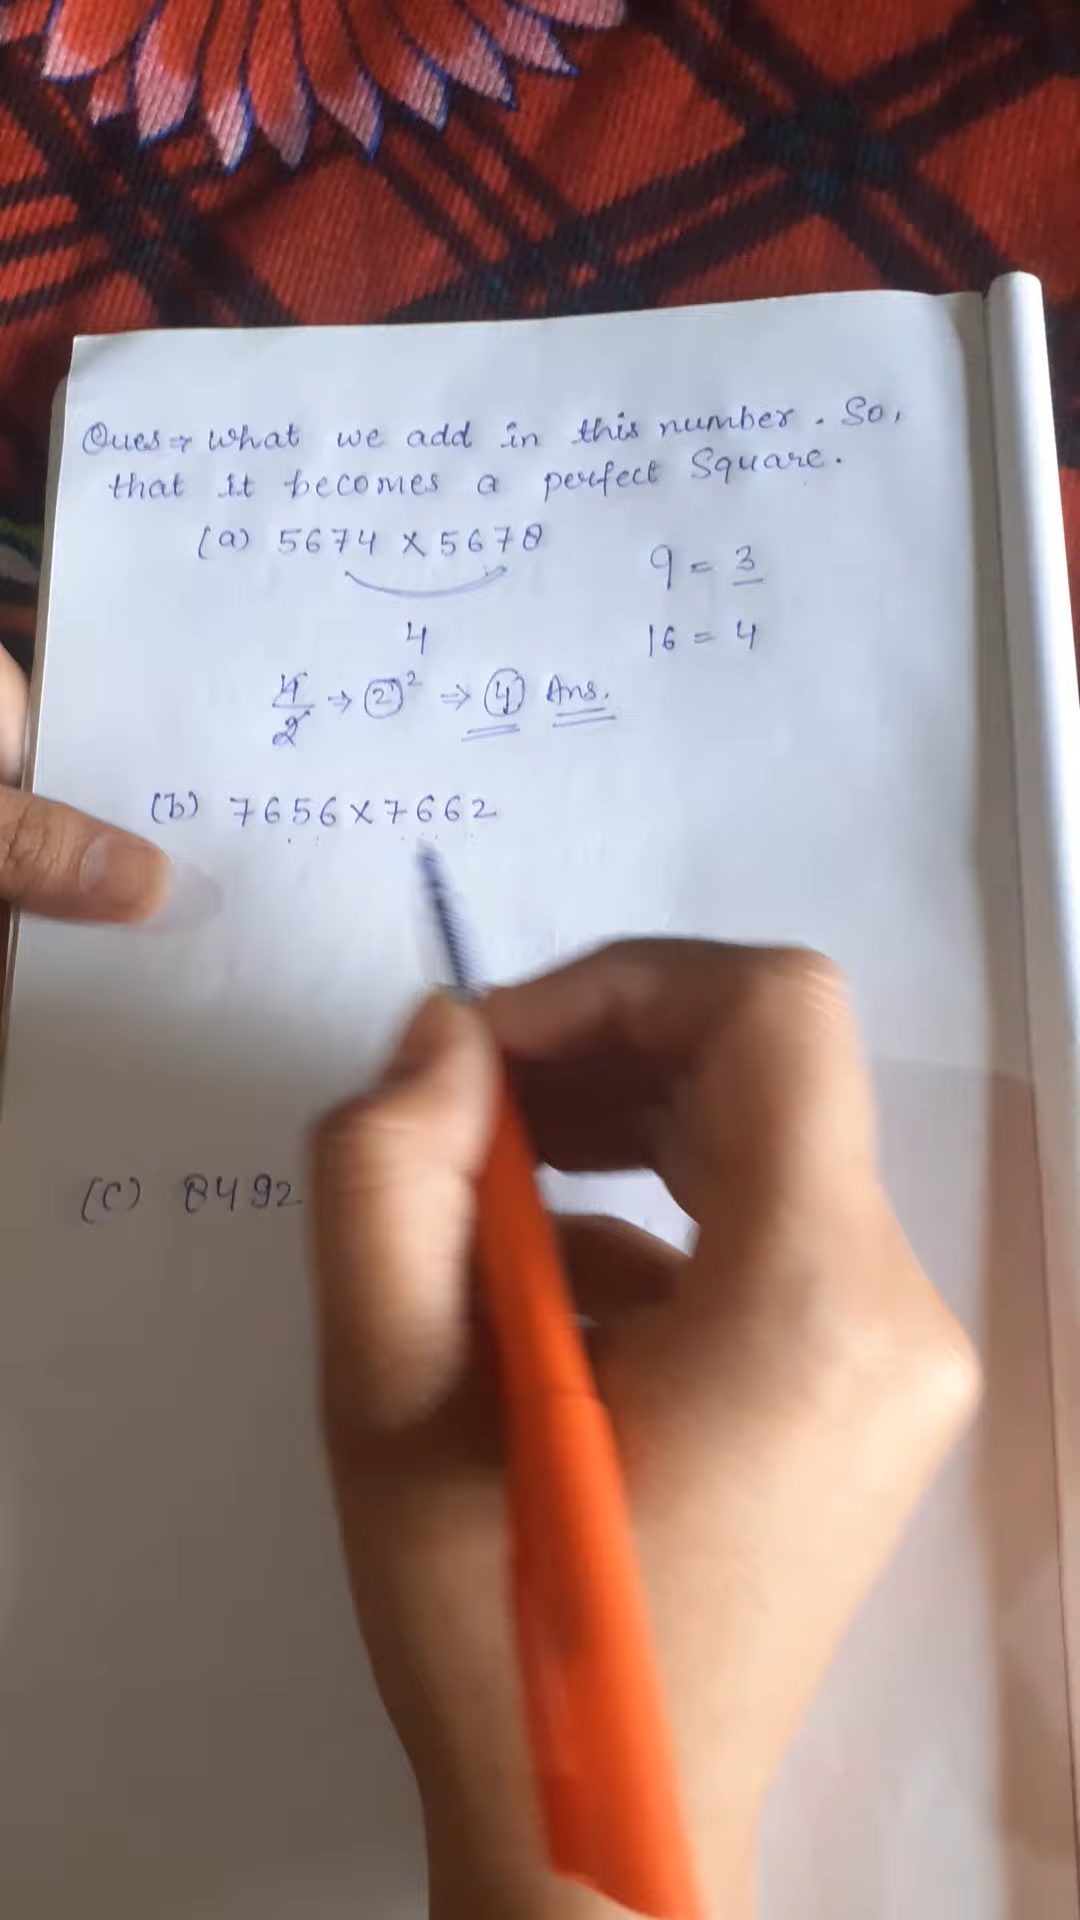 Ques → What we add in this number. So,
that it becomes a perfect Square.
(a) 5674 × 5678
9 = 3
4
16 = 4
4/2 → 2² ⇒ 4 Ans.
(b) 7656 × 7662
(C) 8492